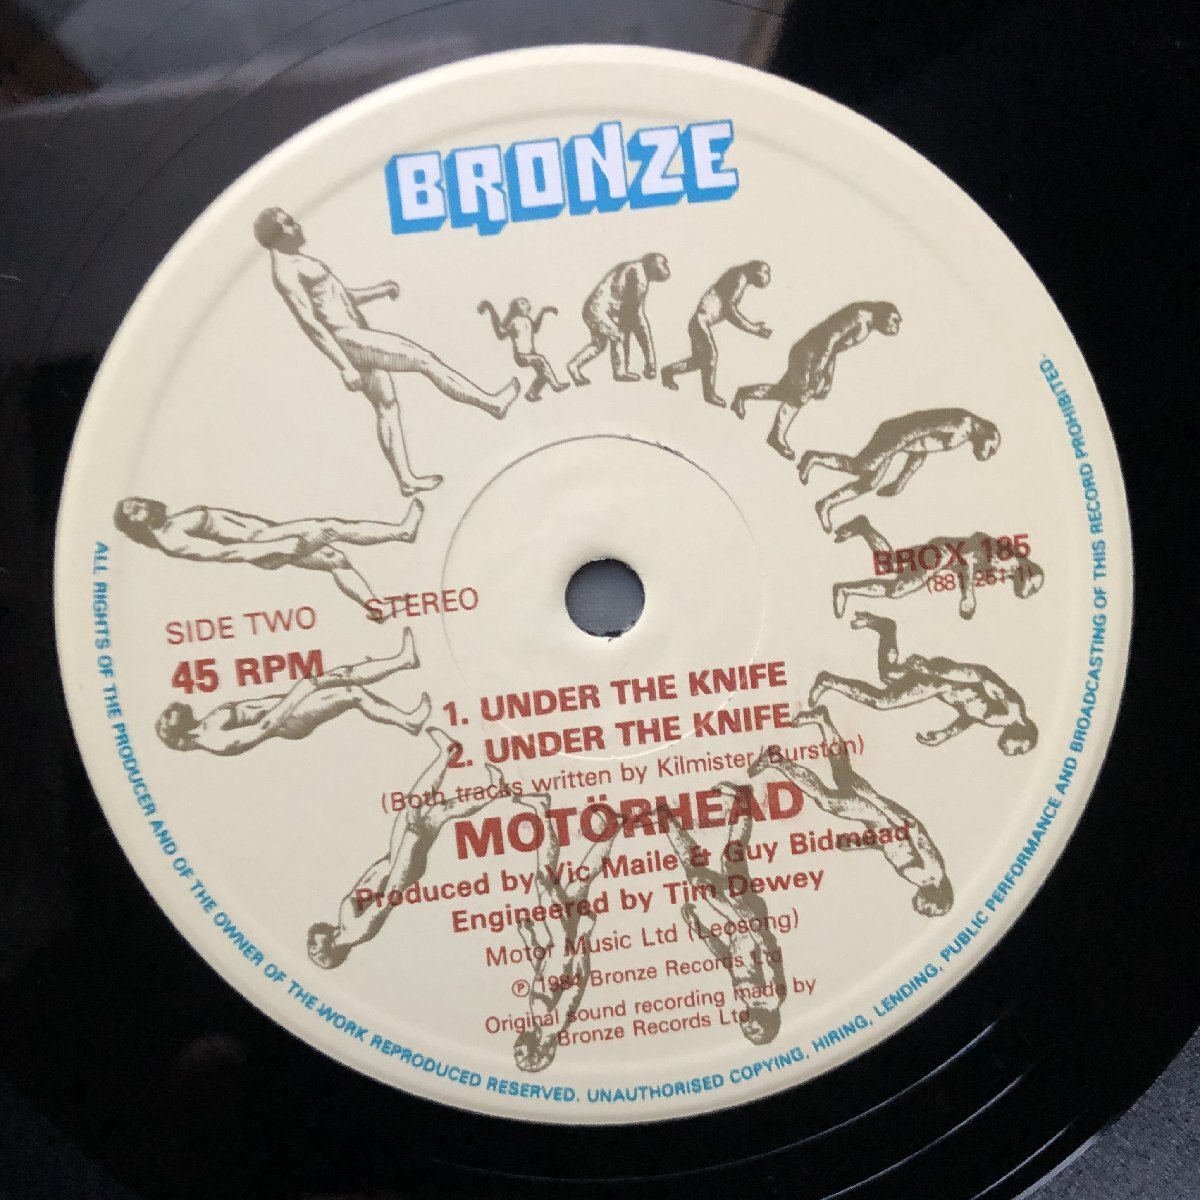 BRONZE
BROX 185
(881 251-1)
SIDE TWO STEREO
45 RPM
1. UNDER THE KNIFE
2. UNDER THE KNIFE
(Both tracks written by Kilmister/Burston)
MOTÖRHEAD
Produced by Vic Maile & Guy Bidmead
Engineered by Tim Dewey
Motor Music Ltd (Leosong)
℗ 1984 Bronze Records Ltd
Original sound recording made by
Bronze Records Ltd
ALL RIGHTS OF THE PRODUCER AND OF THE OWNER OF THE WORK REPRODUCED RESERVED. UNAUTHORISED COPYING, HIRING, LENDING, PUBLIC PERFORMANCE AND BROADCASTING OF THIS RECORD PROHIBITED.